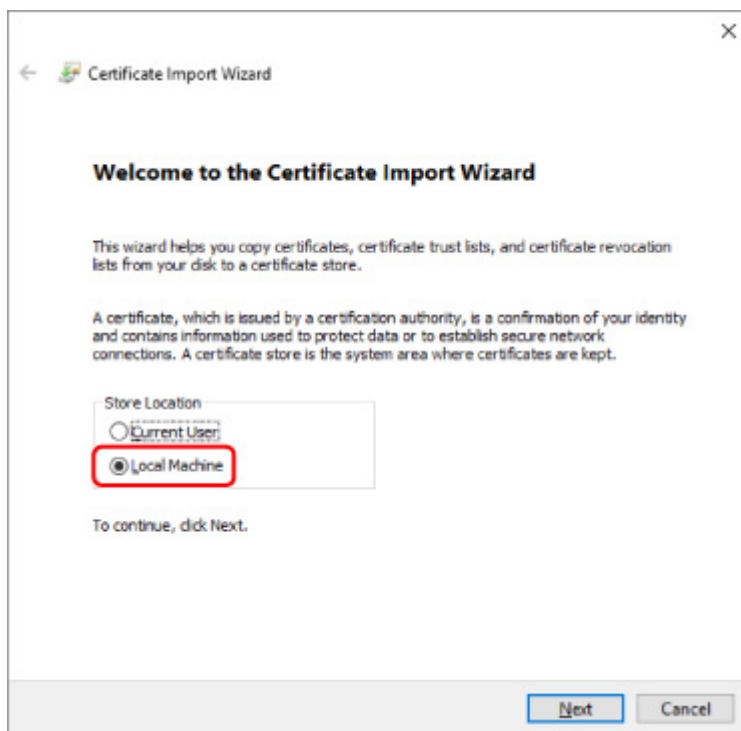 Certificate Import Wizard
Welcome to the Certificate Import Wizard
This wizard helps you copy certificates, certificate trust lists, and certificate revocation
lists from your disk to a certificate store.
A certificate, which is issued by a certification authority, is a confirmation of your identity
and contains information used to protect data or to establish secure network
connections. A certificate store is the system area where certificates are kept.
Store Location
Current User
Local Machine
To continue, click Next.
Next Cancel